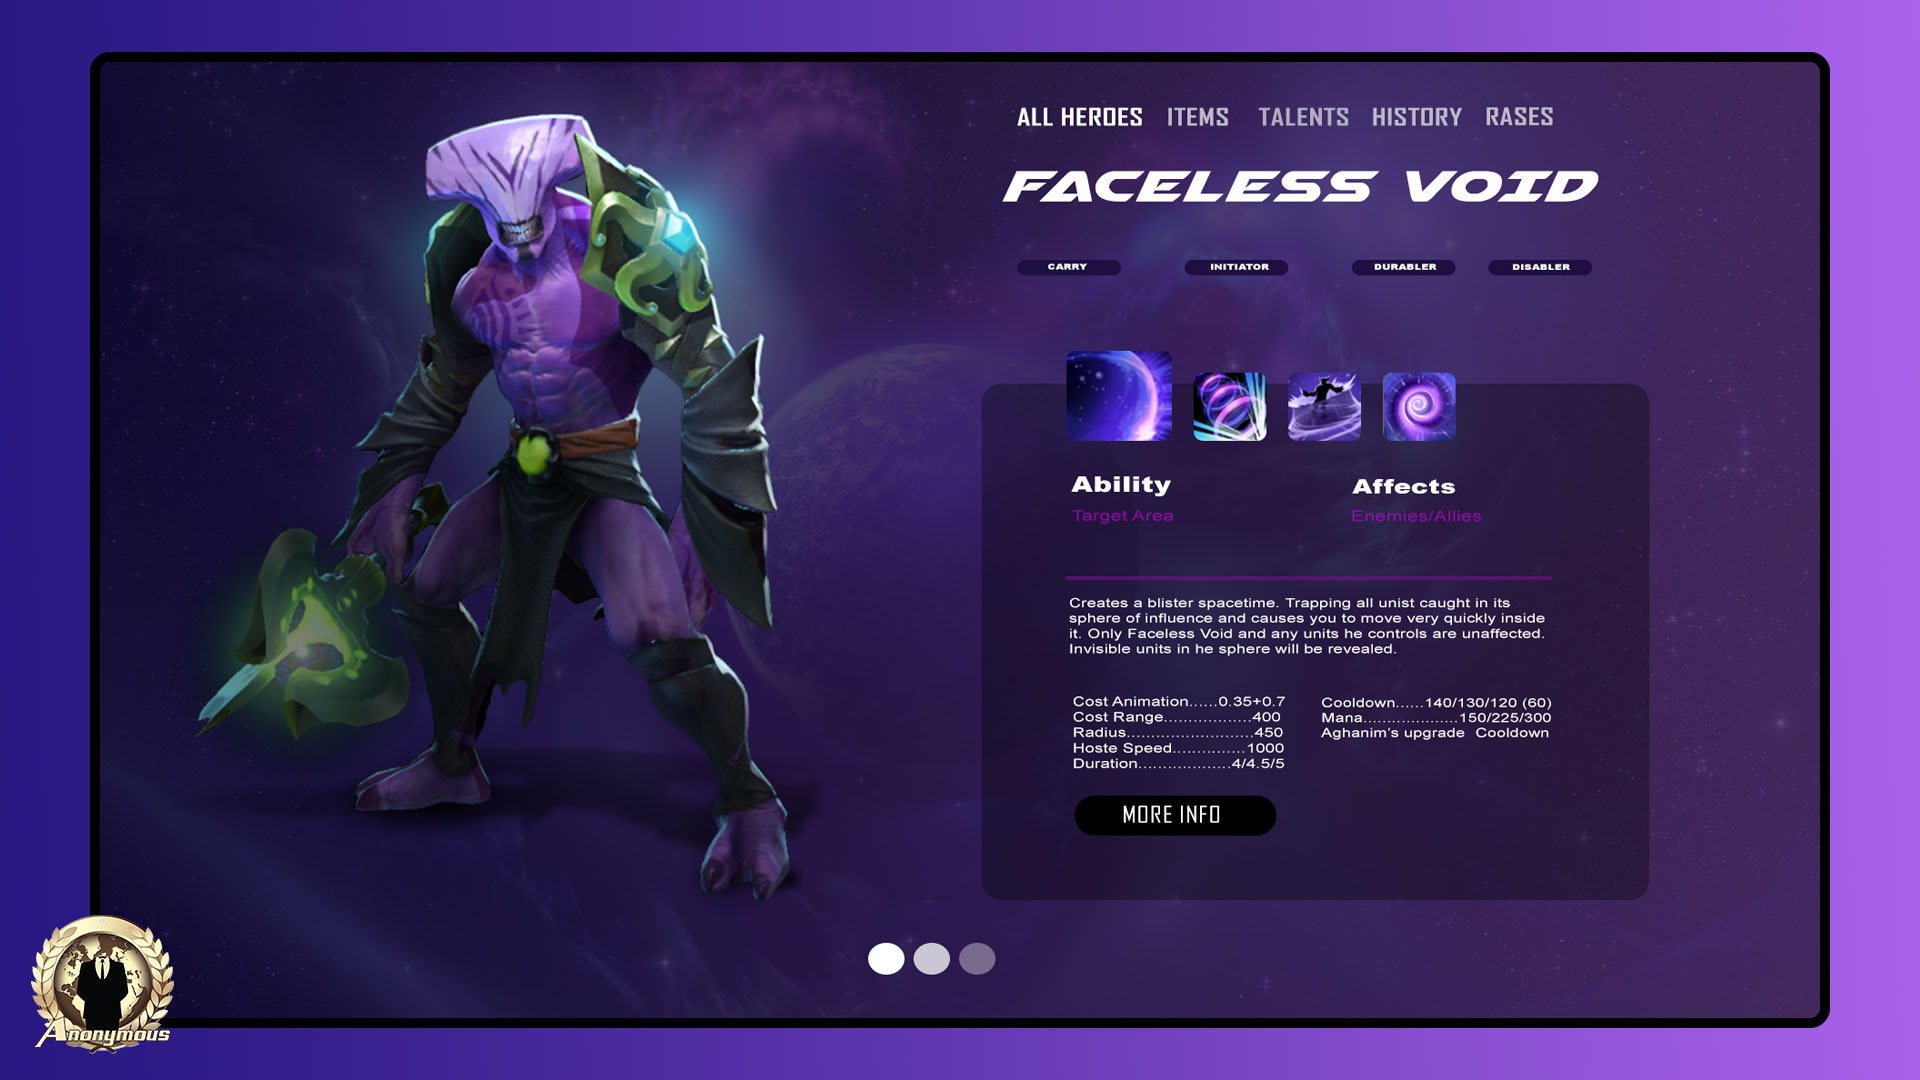 ALL HEROES ITEMS TALENTS HISTORY RASES
FACELESS VOID
CARRY INITIATOR DURABLER DISABLER
Ability Affects
Target Area Enemies/Allies
Creates a blister spacetime. Trapping all unist caught in its
sphere of influence and causes you to move very quickly inside
it. Only Faceless Void and any units he controls are unaffected.
Invisible units in he sphere will be revealed.
Cost Animation......0.35+0.7
Cost Range..................400
Radius..........................450
Hoste Speed...............1000
Duration...................4/4.5/5
Cooldown......140/130/120 (60)
Mana....................150/225/300
Aghanim's upgrade Cooldown
MORE INFO
Anonymous